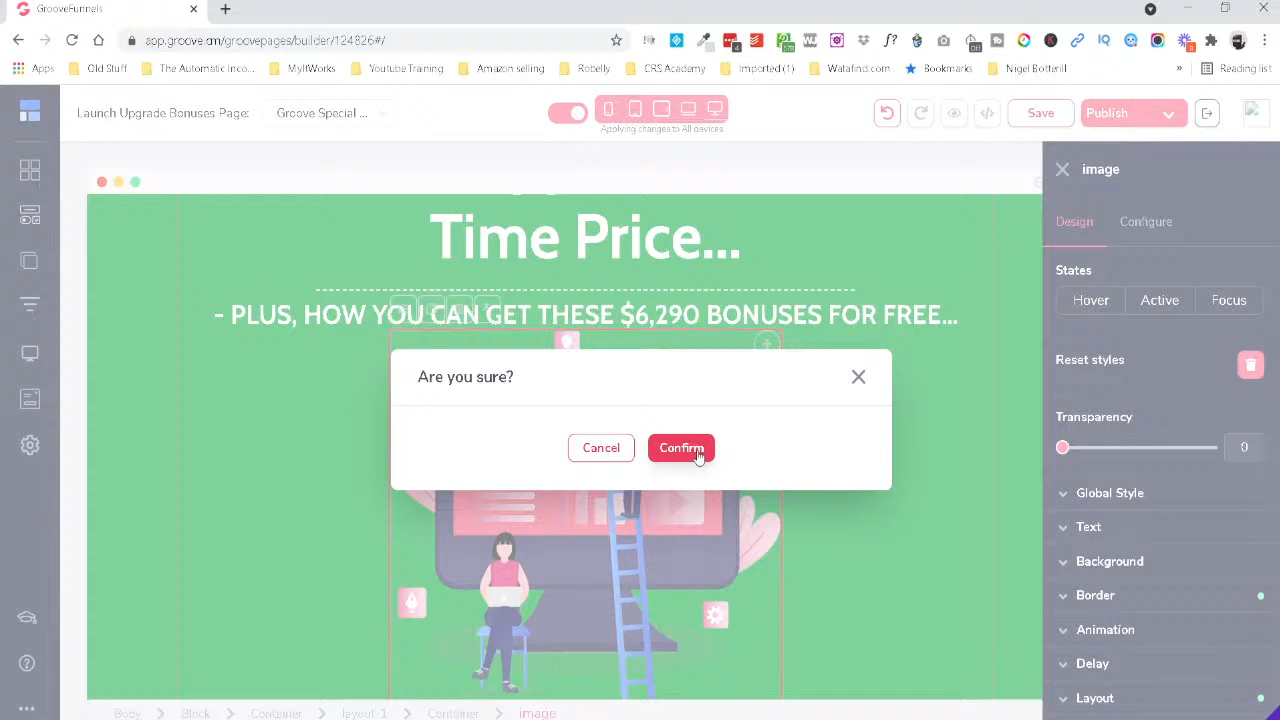 GrooveFunnels
app.groove.cm/groovepages/builder/124826#/
Apps
Old Stuff
The Automatic Inco...
MyItWorks
Youtube Training
Amazon selling
Robelly
CRS Academy
Imported (1)
Watafind.com
Bookmarks
Nigel Botterill
»
Reading list
Launch Upgrade Bonuses Page:
Groove Special ...
Applying changes to All devices
Save
Publish
image
Design
Configure
States
Hover
Active
Focus
Reset styles
Transparency
0
Global Style
Text
Background
Border
Animation
Delay
Layout
Time Price...
- PLUS, HOW YOU CAN GET THESE $6,290 BONUSES FOR FREE...
Are you sure?
Cancel
Confirm
Body
Block
Container
layout-1
Container
image